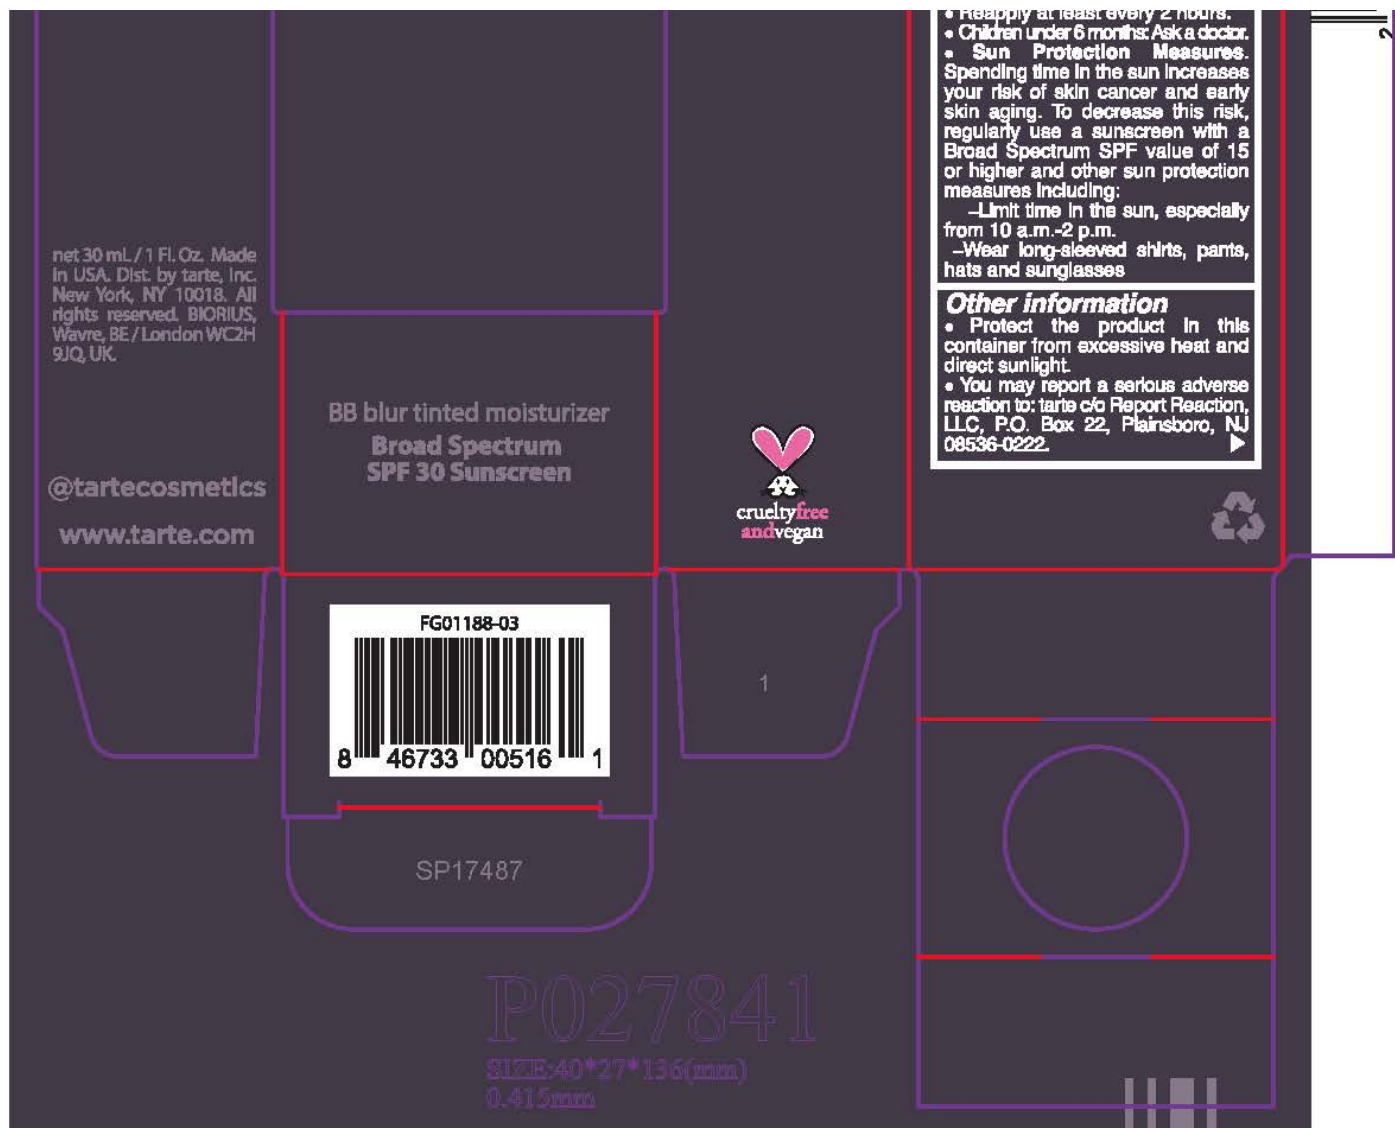 net 30 mL / 1 Fl. Oz. Made
in USA. Dist. by tarte, Inc.
New York, NY 10018. All
rights reserved. BIORIUS,
Wavre, BE / London WC2H
9JQ, UK.
@tartecosmetics
www.tarte.com
BB blur tinted moisturizer
Broad Spectrum
SPF 30 Sunscreen
crueltyfree
andvegan
• Reapply at least every 2 hours.
• Children under 6 months: Ask a doctor.
• Sun Protection Measures.
Spending time in the sun increases
your risk of skin cancer and early
skin aging. To decrease this risk,
regularly use a sunscreen with a
Broad Spectrum SPF value of 15
or higher and other sun protection
measures including:
–Limit time in the sun, especially
from 10 a.m.-2 p.m.
–Wear long-sleeved shirts, pants,
hats and sunglasses
Other information
• Protect the product in this
container from excessive heat and
direct sunlight.
• You may report a serious adverse
reaction to: tarte c/o Report Reaction,
LLC, P.O. Box 22, Plainsboro, NJ
08536-0222.
2
FG01188-03
8 46733 00516 1
1
SP17487
P027841
SIZE:40*27*136(mm)
0.415mm